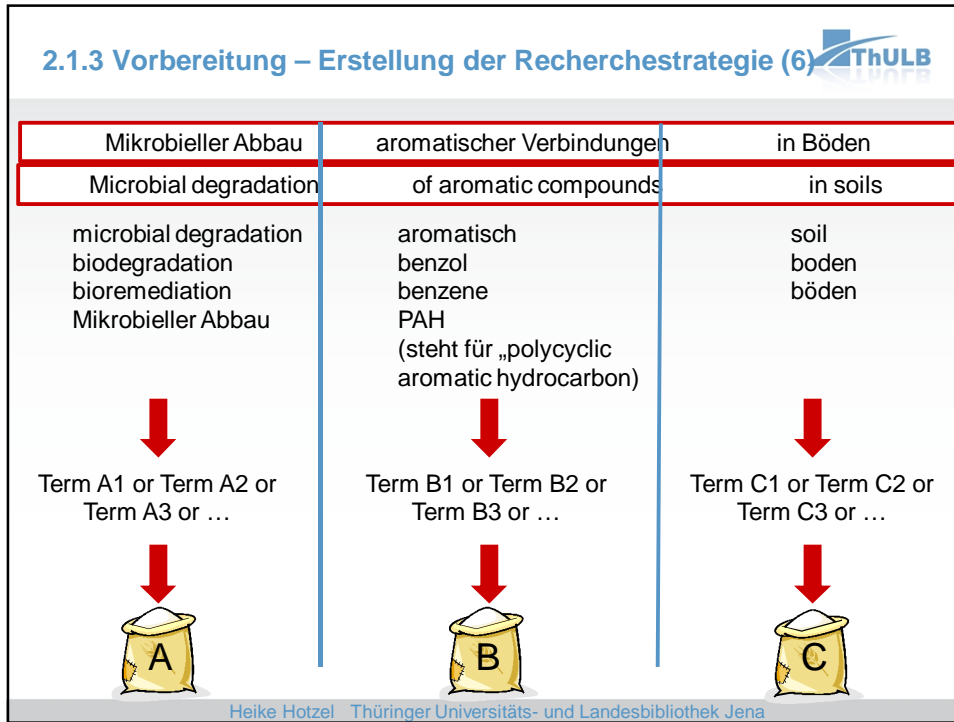 2.1.3 Vorbereitung – Erstellung der Recherchestrategie (6)
ThULB
Mikrobieller Abbau aromatischer Verbindungen in Böden
Microbial degradation of aromatic compounds in soils
microbial degradation
biodegradation
bioremediation
Mikrobieller Abbau
aromatisch
benzol
benzene
PAH
(steht für „polycyclic
aromatic hydrocarbon)
soil
boden
böden
Term A1 or Term A2 or
Term A3 or …
Term B1 or Term B2 or
Term B3 or …
Term C1 or Term C2 or
Term C3 or …
A
B
C
Heike Hotzel Thüringer Universitäts- und Landesbibliothek Jena